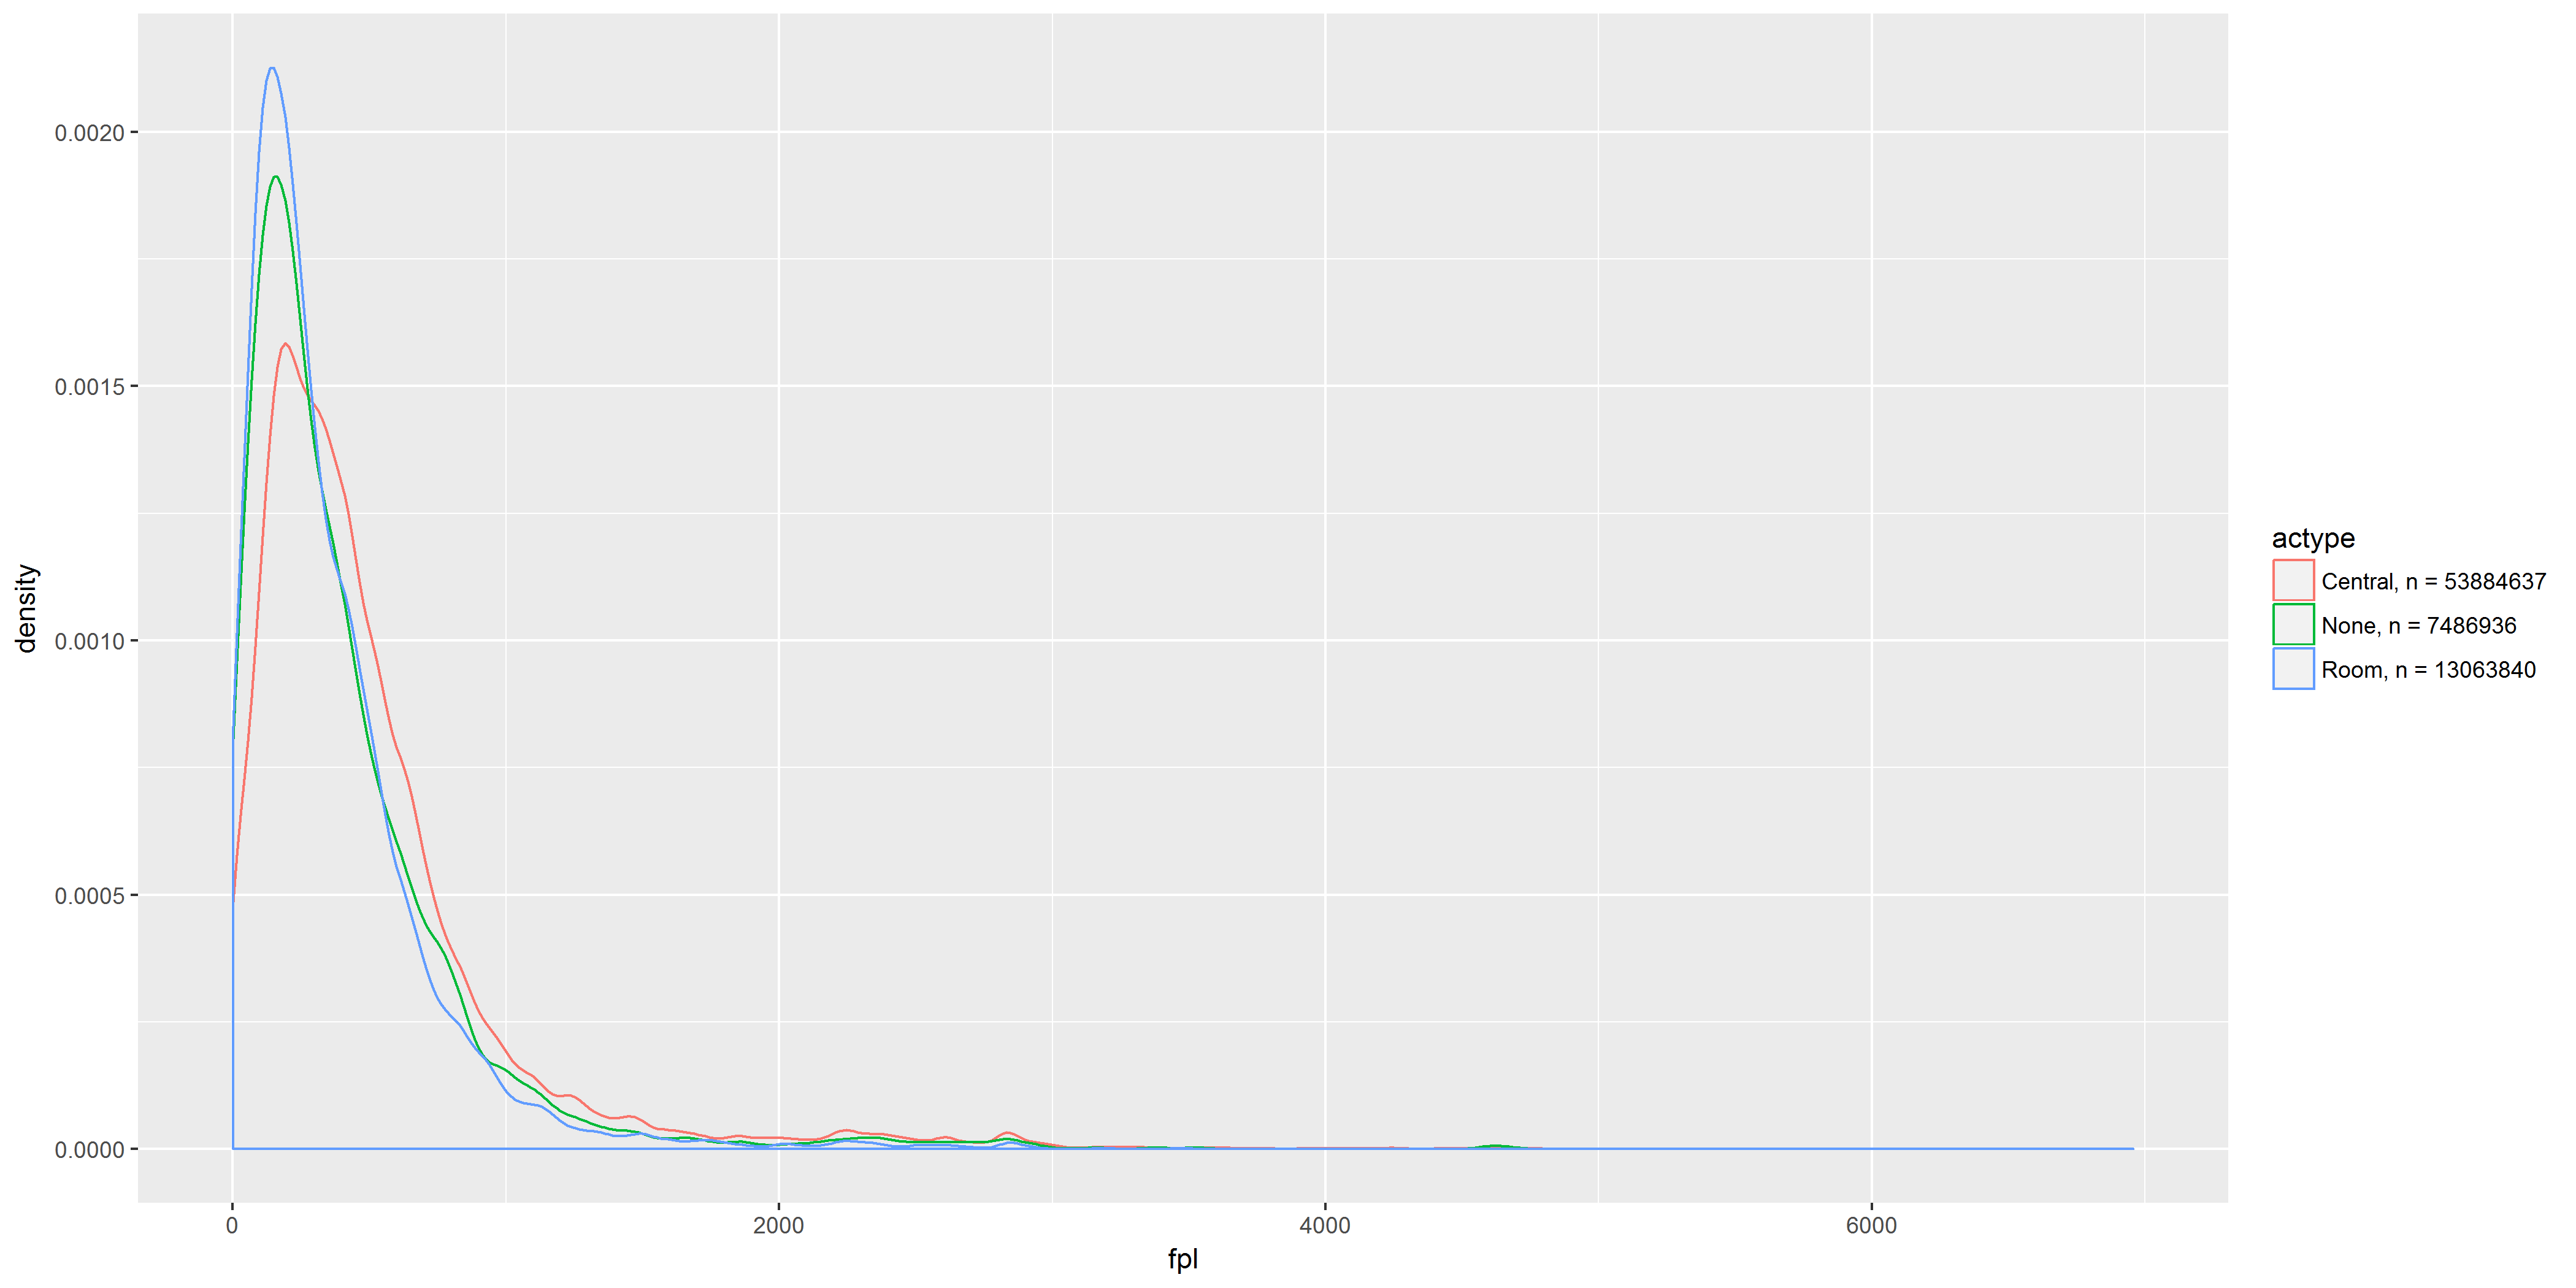 0.0020
0.0015
0.0010
0.0005
0.0000
density
0 2000 4000 6000
fpl
actype
Central, n = 53884637
None, n = 7486936
Room, n = 13063840